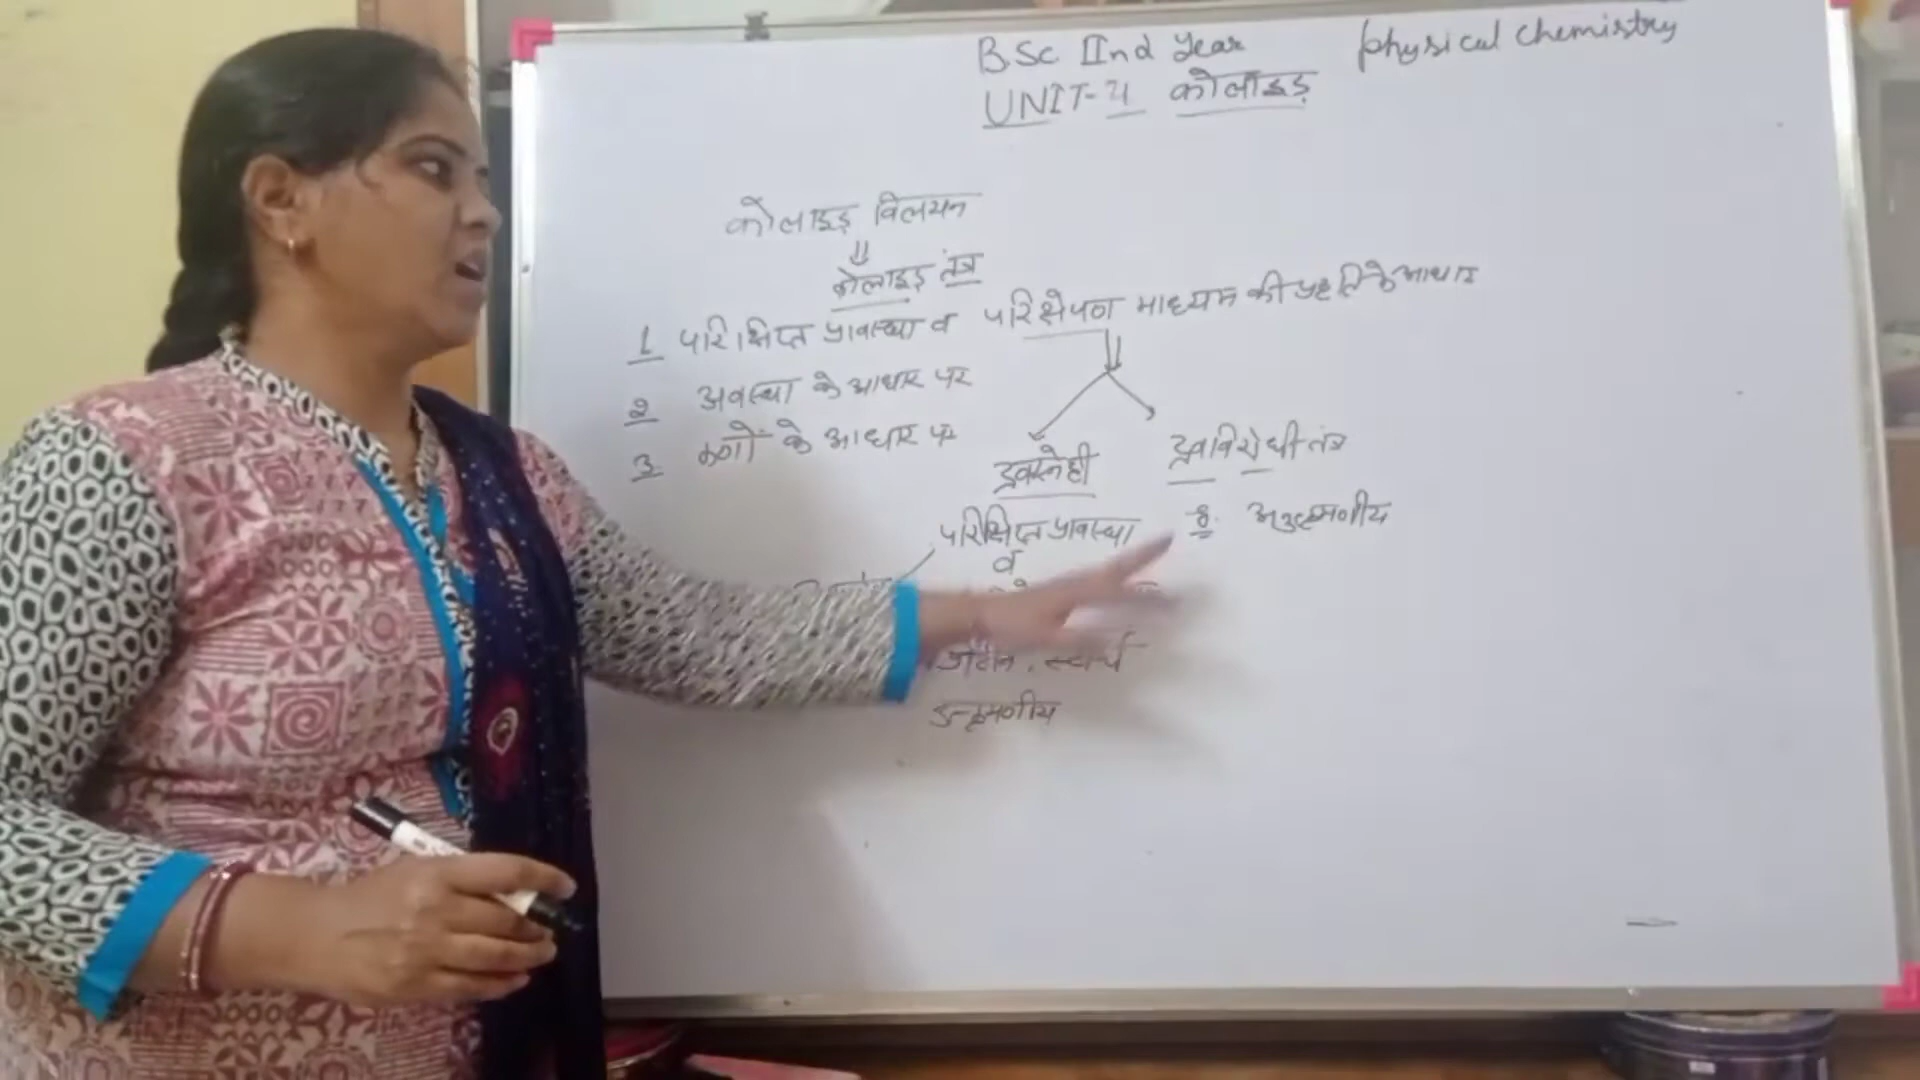 B.Sc IInd Year physical chemistry
UNIT-4 कोलाइड़
कोलाइड़ विलयन
कोलाइड़ तंत्र
1 परिक्षिप्त प्रावस्था व परिक्षेपण माध्यम की प्रकृति के आधार
2 अवस्था के आधार पर
3 कणों के आधार पर
द्रवस्नेही द्रवविरोधी तंत्र
परिक्षिप्त प्रावस्था
व
स्टार्च
उत्क्रमणीय
अनुत्क्रमणीय